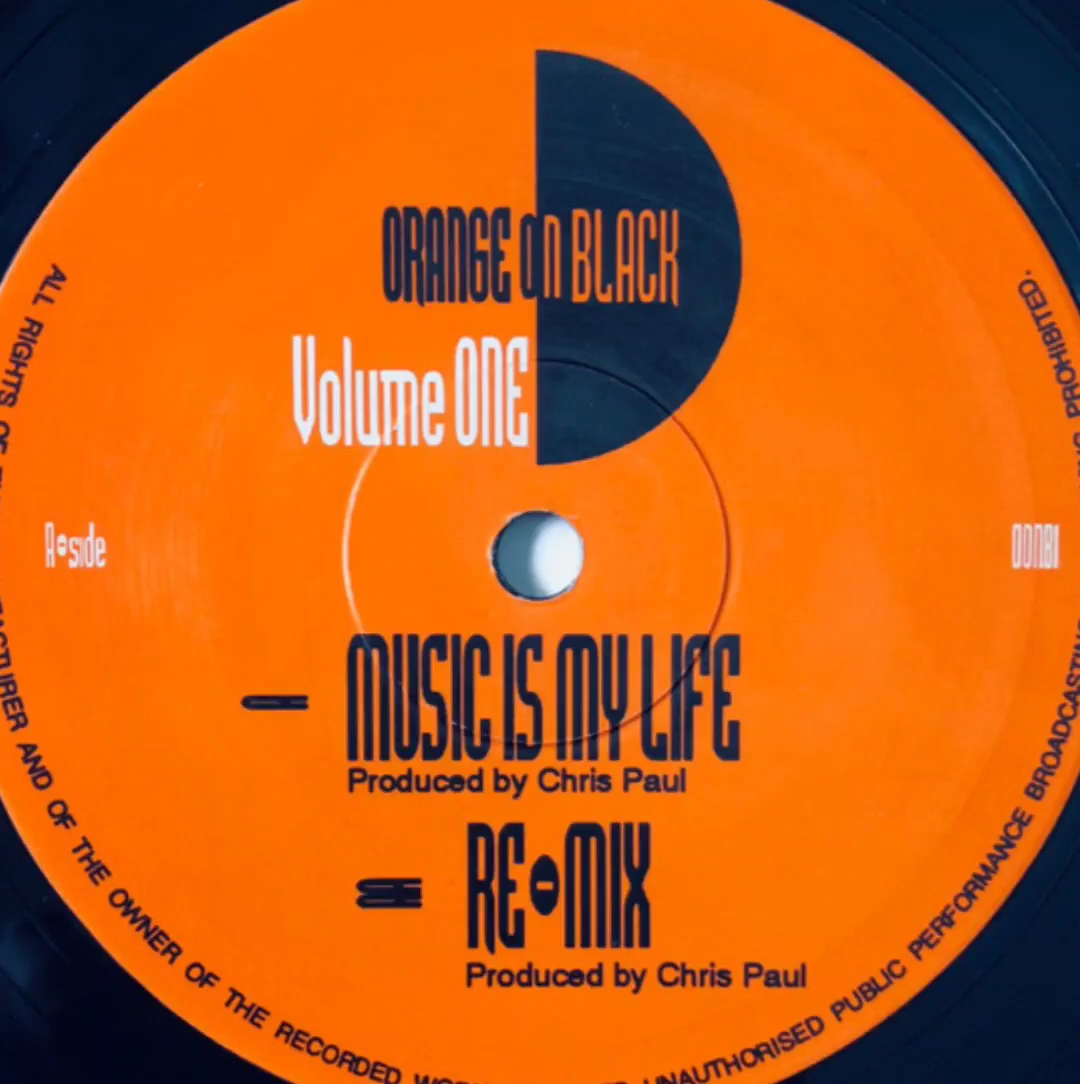 ORANGE on BLACK
Volume ONE
A•side
OONB1
MUSIC IS MY LIFE
Produced by Chris Paul
RE•MIX
Produced by Chris Paul
ALL RIGHTS OF
AND OF THE OWNER OF THE RECORDED
UNAUTHORISED PUBLIC PERFORMANCE BROADCASTING
PROHIBITED.